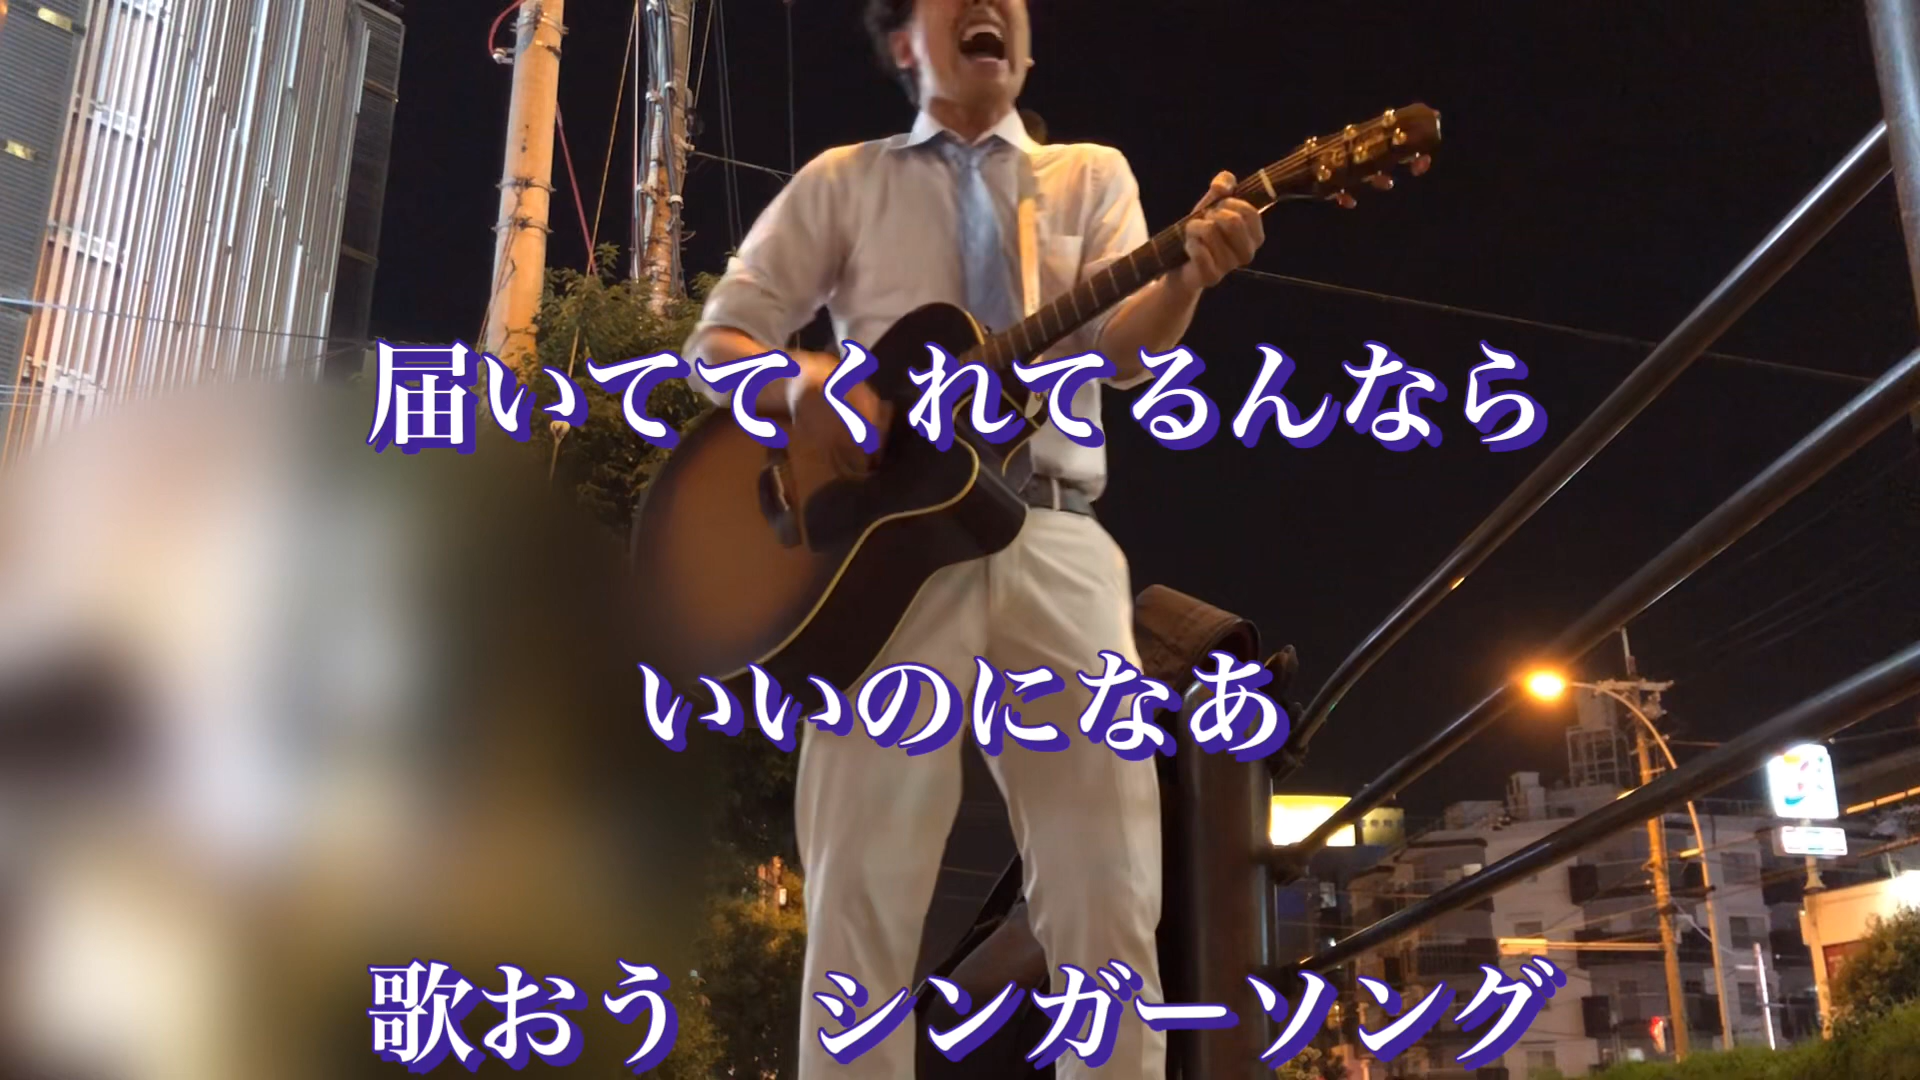 届いててくれてるんなら
いいのになあ
歌おう　シンガーソング